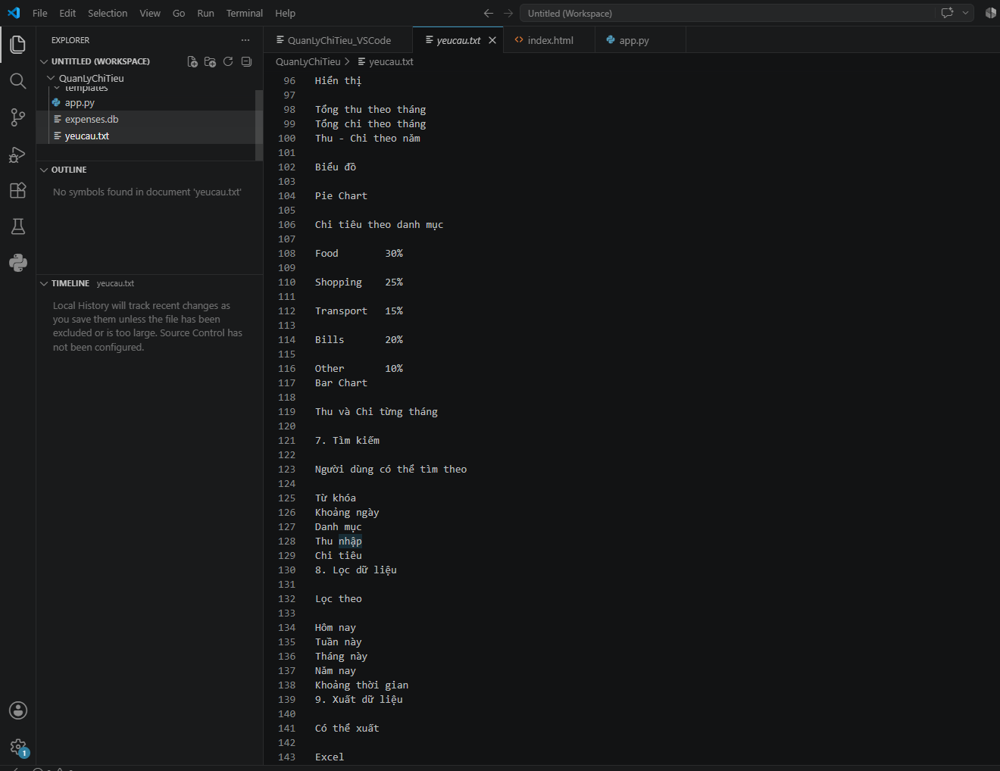 File Edit Selection View Go Run Terminal Help
Untitled (Workspace)
EXPLORER
UNTITLED (WORKSPACE)
QuanLyChiTieu
templates
app.py
expenses.db
yeucau.txt
OUTLINE
No symbols found in document 'yeucau.txt'
TIMELINE yeucau.txt
Local History will track recent changes as
you save them unless the file has been
excluded or is too large. Source Control has
not been configured.
1
QuanLyChiTieu_VSCode yeucau.txt index.html app.py
QuanLyChiTieu > yeucau.txt
96 Hiển thị
97
98 Tổng thu theo tháng
99 Tổng chi theo tháng
100 Thu - Chi theo năm
101
102 Biểu đồ
103
104 Pie Chart
105
106 Chi tiêu theo danh mục
107
108 Food 30%
109
110 Shopping 25%
111
112 Transport 15%
113
114 Bills 20%
115
116 Other 10%
117 Bar Chart
118
119 Thu và Chi từng tháng
120
121 7. Tìm kiếm
122
123 Người dùng có thể tìm theo
124
125 Từ khóa
126 Khoảng ngày
127 Danh mục
128 Thu nhập
129 Chi tiêu
130 8. Lọc dữ liệu
131
132 Lọc theo
133
134 Hôm nay
135 Tuần này
136 Tháng này
137 Năm nay
138 Khoảng thời gian
139 9. Xuất dữ liệu
140
141 Có thể xuất
142
143 Excel